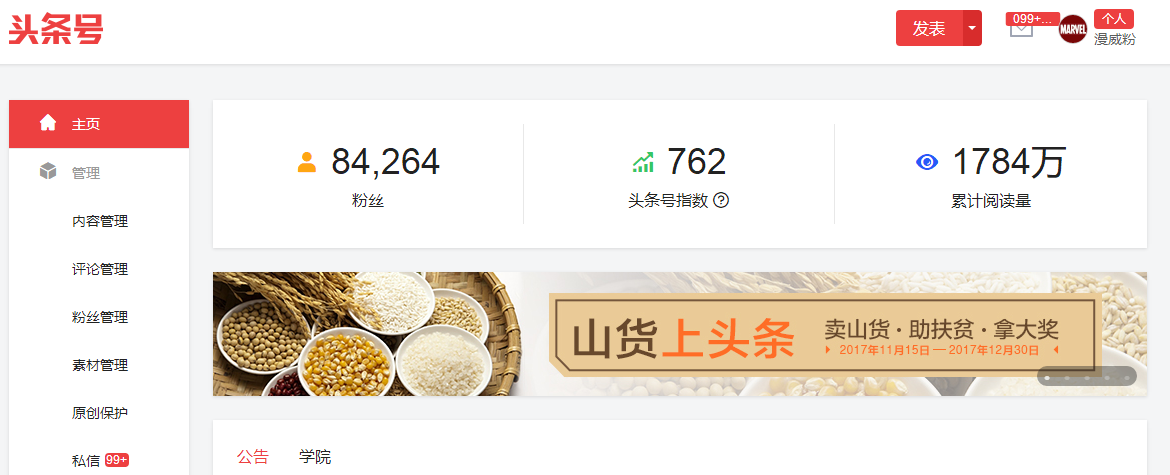 头条号
发表
099+...
MARVEL
个人
漫威粉
主页
管理
内容管理
评论管理
粉丝管理
素材管理
原创保护
私信 99+
84,264
粉丝
762
头条号指数 ?
1784万
累计阅读量
山货上头条
卖山货·助扶贫·拿大奖
2017年11月15日 — 2017年12月30日
公告 学院